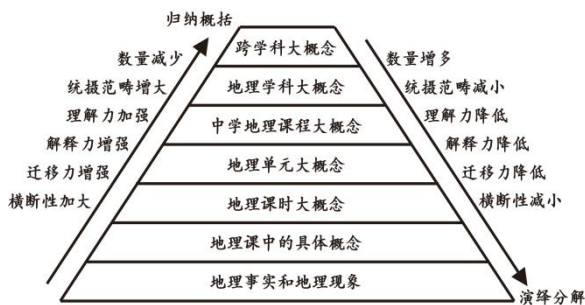 归纳概括
数量减少
统摄范畴增大
理解力加强
解释力增强
迁移力增强
横断性加大
跨学科大概念
地理学科大概念
中学地理课程大概念
地理单元大概念
地理课时大概念
地理课中的具体概念
地理事实和地理现象
数量增多
统摄范畴减小
理解力降低
解释力降低
迁移力降低
横断性减小
演绎分解